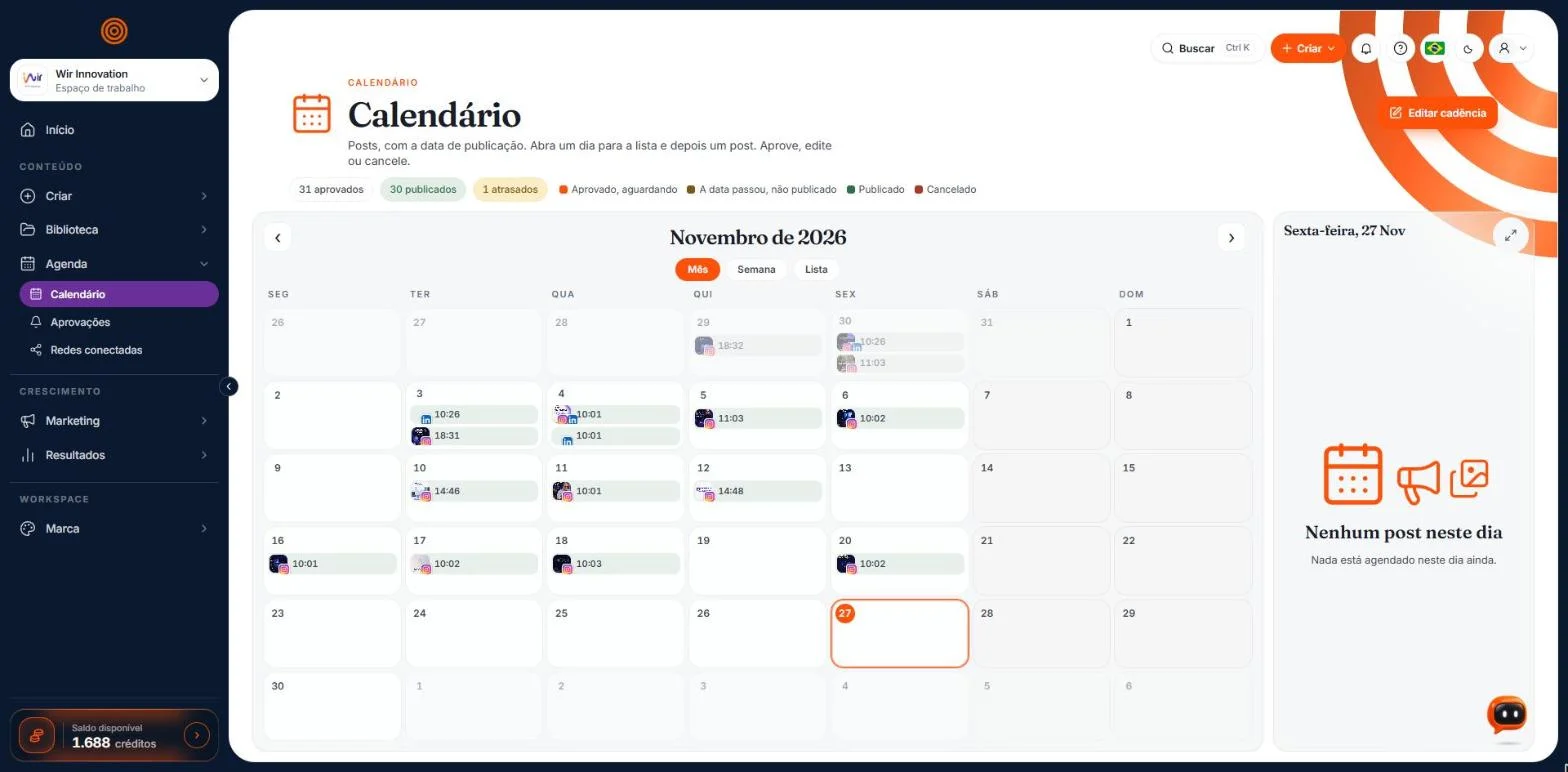 Buscar Ctrl K
Criar
Wir
Wir Innovation
Espaço de trabalho
Início
CONTEÚDO
Criar
Biblioteca
Agenda
Calendário
Aprovações
Redes conectadas
CRESCIMENTO
Marketing
Resultados
WORKSPACE
Marca
Saldo disponível
1.688 créditos
CALENDÁRIO
Calendário
Posts, com a data de publicação. Abra um dia para a lista e depois um post. Aprove, edite
ou cancele.
Editar cadência
31 aprovados 30 publicados 1 atrasados Aprovado, aguardando A data passou, não publicado Publicado Cancelado
Novembro de 2026
Mês Semana Lista
SEG TER QUA QUI SEX SÁB DOM
26 27 28 29 30 31 1
18:32 10:26
11:03
2 3 4 5 6 7 8
10:26 10:01 11:03 10:02
18:31 10:01
9 10 11 12 13 14 15
14:46 10:01 14:48
16 17 18 19 20 21 22
10:01 10:02 10:03 10:02
23 24 25 26 27 28 29
30 1 2 3 4 5 6
Sexta-feira, 27 Nov
Nenhum post neste dia
Nada está agendado neste dia ainda.